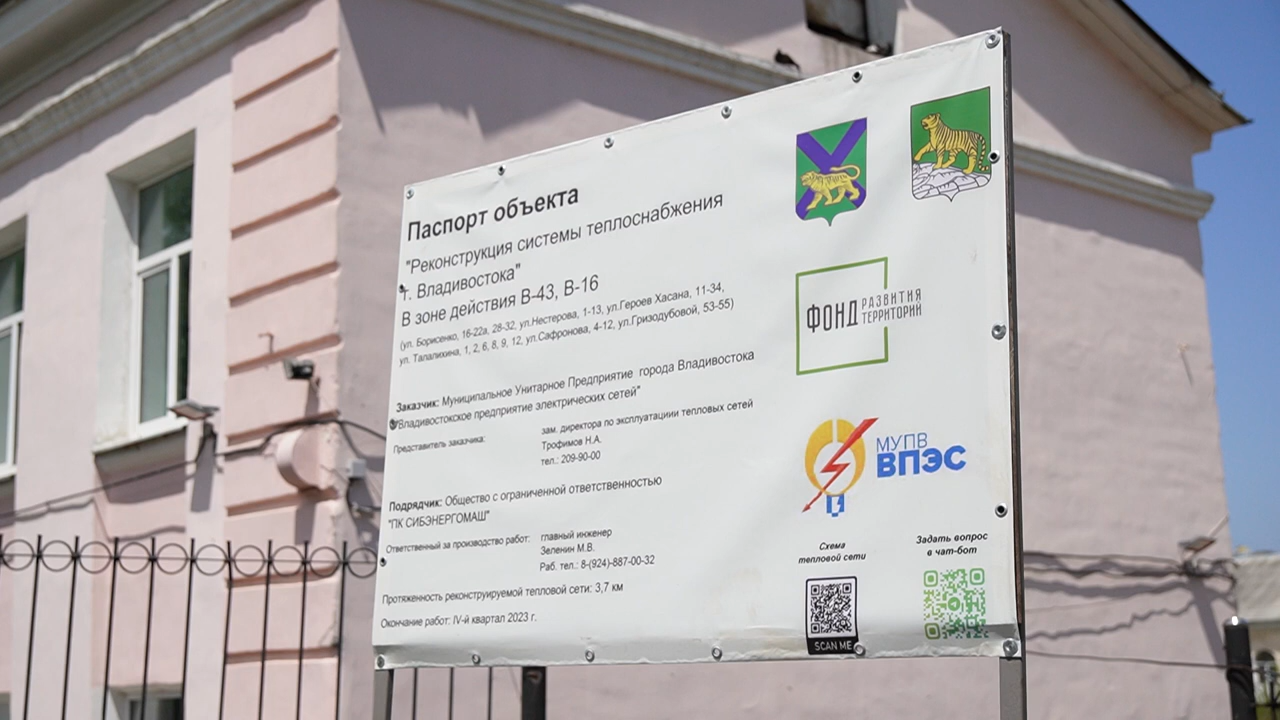 Паспорт объекта
"Реконструкция системы теплоснабжения
г. Владивостока"
В зоне действия В-43, В-16
(ул. Борисенко, 16-22а, 28-32, ул.Нестерова, 1-13, ул.Героев Хасана, 11-34,
ул. Талалихина, 1, 2, 6, 8, 9, 12, ул.Сафронова, 4-12, ул.Гризодубовой, 53-55)
Заказчик: Муниципальное Унитарное Предприятие города Владивостока
"Владивостокское предприятие электрических сетей"
Представитель заказчика: зам. директора по эксплуатациии тепловых сетей
Трофимов Н.А.
тел.: 209-90-00
Подрядчик: Общество с ограниченной ответственностью
"ПК СИБЭНЕРГОМАШ"
Ответственный за производство работ: главный инженер
Зеленин М.В.
Раб. тел.: 8-(924)-887-00-32
Протяженность реконструируемой тепловой сети: 3,7 км
Окончание работ: IV-й квартал 2023 г.
ФОНД РАЗВИТИЯ
ТЕРРИТОРИЙ
МУПВ
ВПЭС
Схема
тепловой сети
SCAN ME
Задать вопрос
в чат-бот